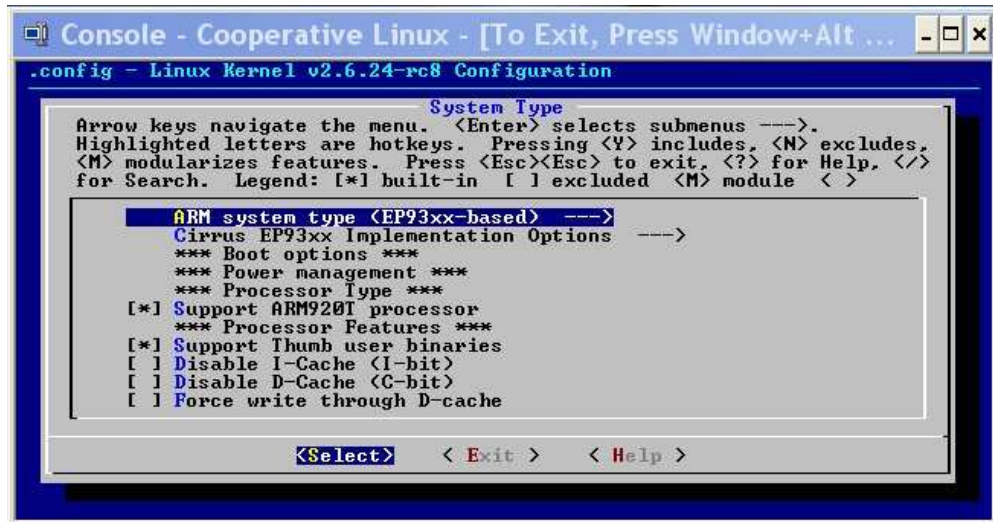 Console - Cooperative Linux - [To Exit, Press Window+Alt ...
.config - Linux Kernel v2.6.24-rc8 Configuration
System Type
Arrow keys navigate the menu. <Enter> selects submenus --->.
Highlighted letters are hotkeys. Pressing <Y> includes, <N> excludes,
<M> modularizes features. Press <Esc><Esc> to exit, <?> for Help, </>
for Search. Legend: [*] built-in [ ] excluded <M> module < >
ARM system type (EP93xx-based) --->
Cirrus EP93xx Implementation Options --->
*** Boot options ***
*** Power management ***
*** Processor Type ***
[*] Support ARM920T processor
*** Processor Features ***
[*] Support Thumb user binaries
[ ] Disable I-Cache (I-bit)
[ ] Disable D-Cache (C-bit)
[ ] Force write through D-cache
<Select> < Exit > < Help >